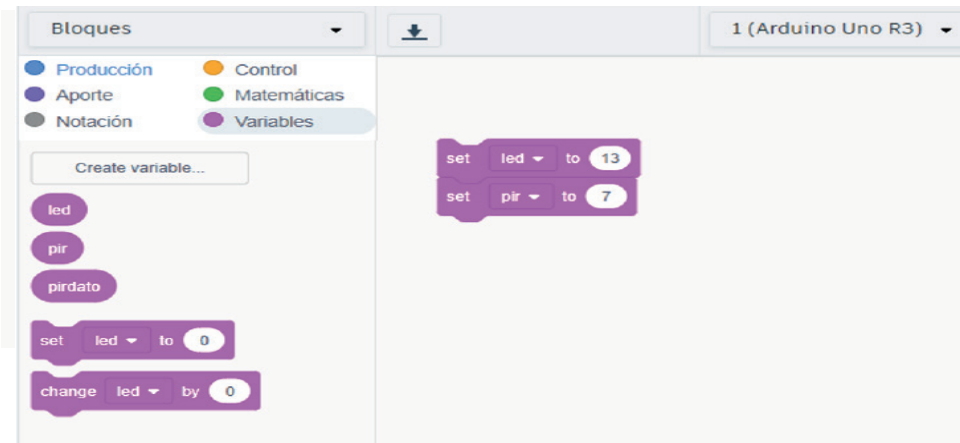 Bloques
1 (Arduino Uno R3)
Producción
Control
Aporte
Matemáticas
Notación
Variables
Create variable...
led
pir
pirdato
set led to 0
change led by 0
set led to 13
set pir to 7